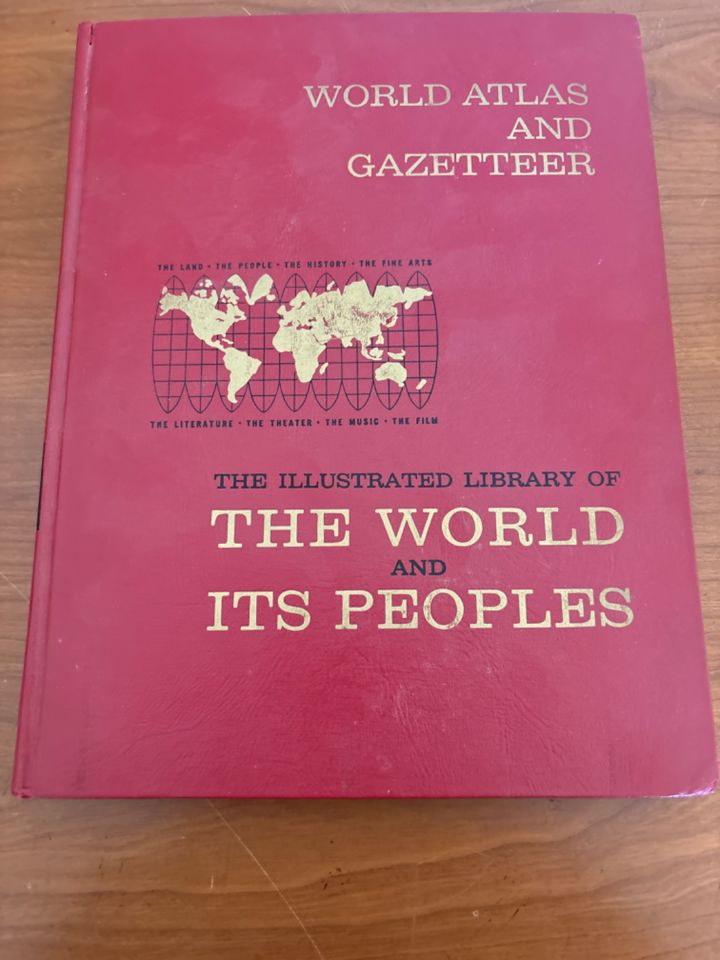 WORLD ATLAS
AND
GAZETTEER
THE LAND • THE PEOPLE • THE HISTORY • THE FINE ARTS
THE LITERATURE • THE THEATER • THE MUSIC • THE FILM
THE ILLUSTRATED LIBRARY OF
THE WORLD
AND
ITS PEOPLES